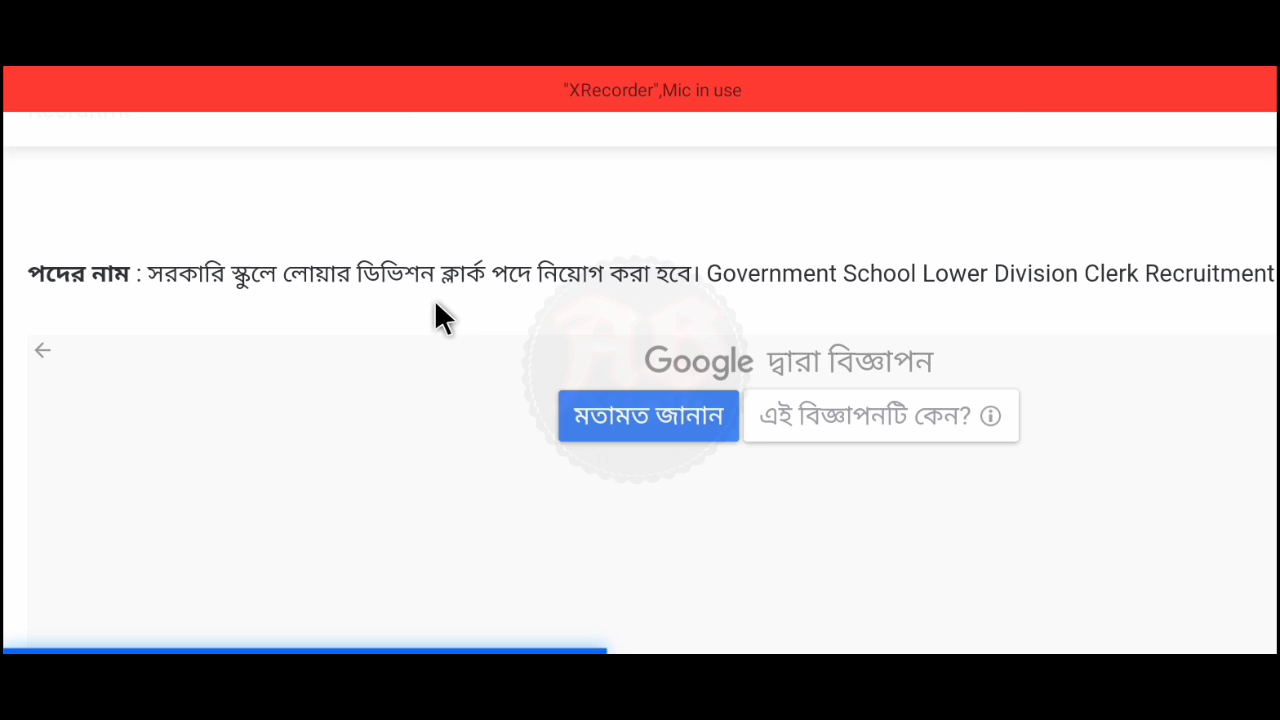 "XRecorder",Mic in use
পদের নাম : সরকারি স্কুলে লোয়ার ডিভিশন ক্লার্ক পদে নিয়োগ করা হবে। Government School Lower Division Clerk Recruitment
Google দ্বারা বিজ্ঞাপন
মতামত জানান
এই বিজ্ঞাপনটি কেন?